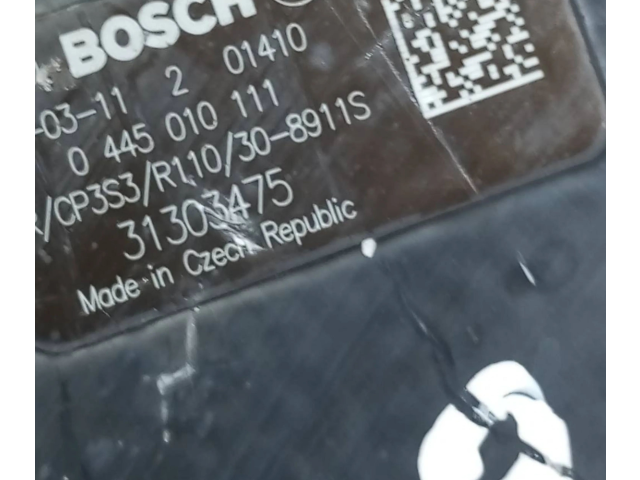 BOSCH
-03-11 2 01410
0 445 010 111
/CP3S3/R110/30-8911S
31303475
Made in Czech Republic